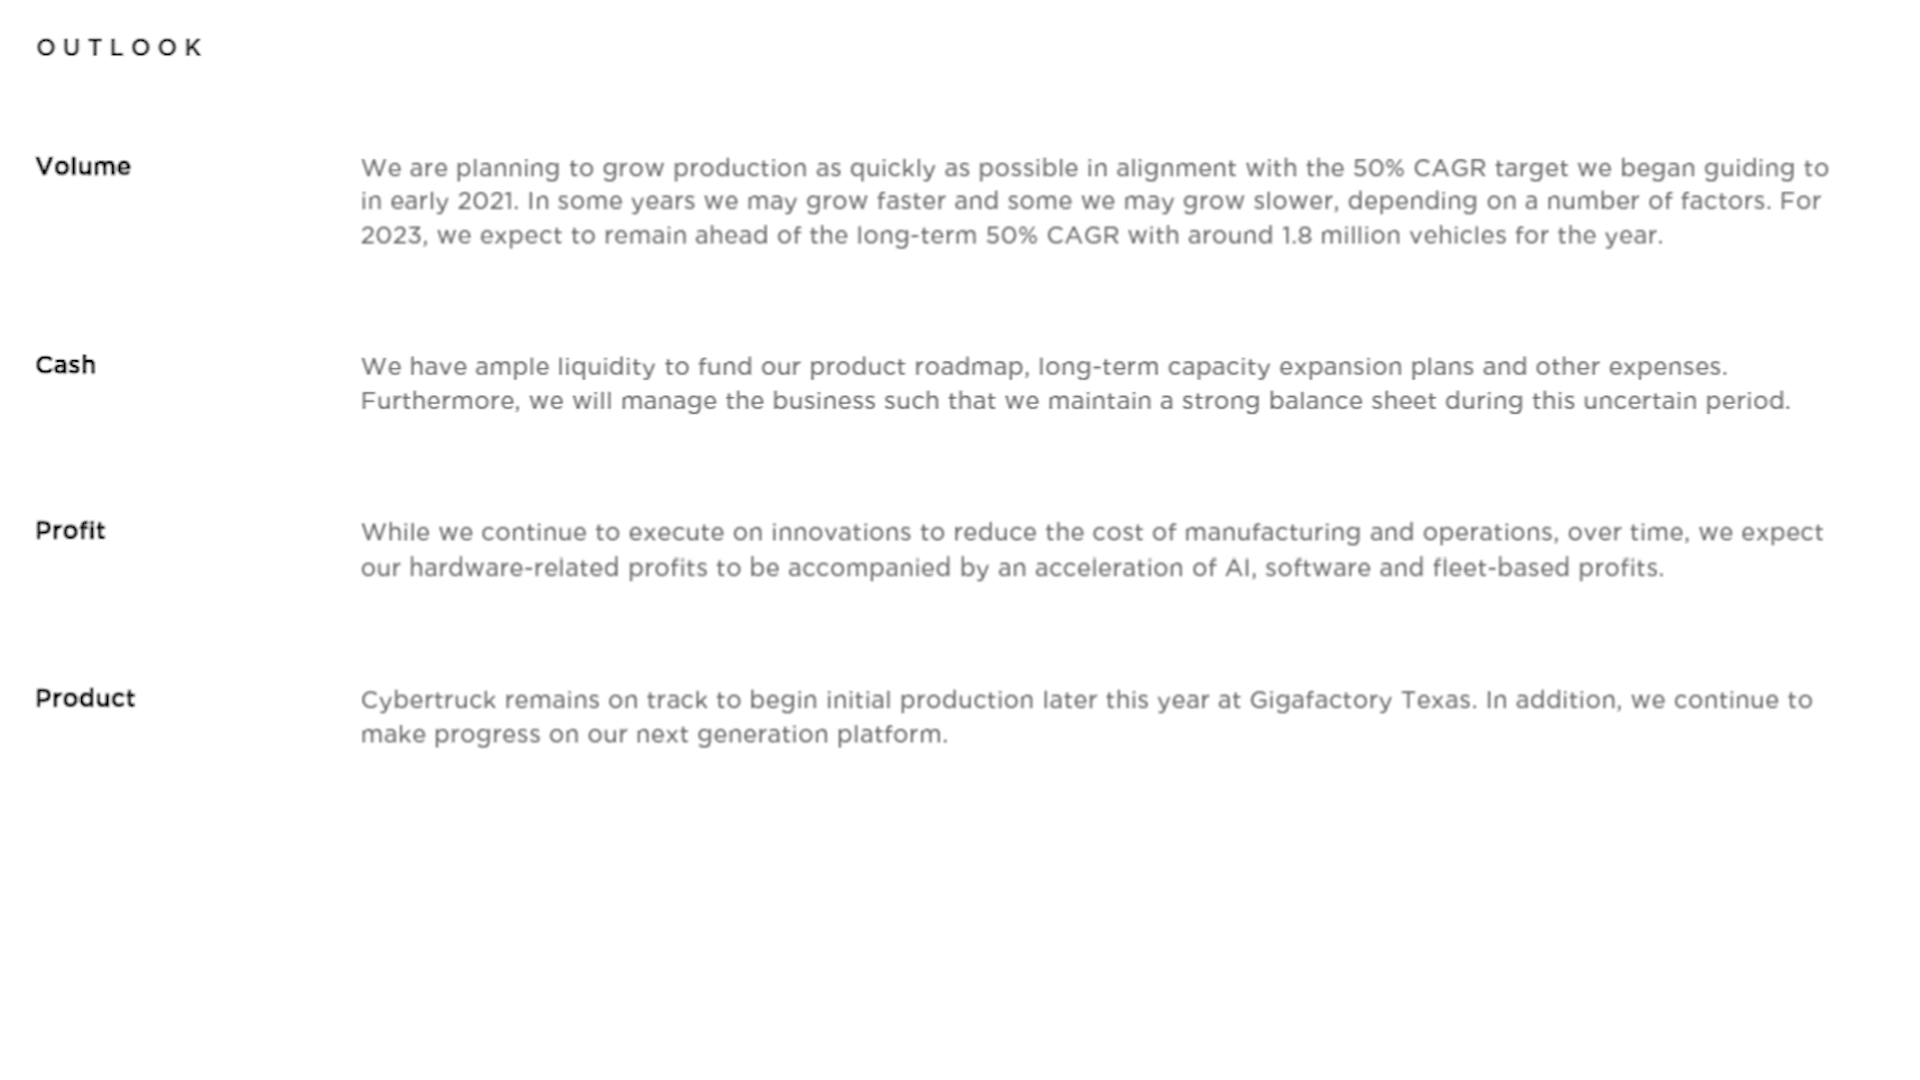 OUTLOOK
Volume
We are planning to grow production as quickly as possible in alignment with the 50% CAGR target we began guiding to
in early 2021. In some years we may grow faster and some we may grow slower, depending on a number of factors. For
2023, we expect to remain ahead of the long-term 50% CAGR with around 1.8 million vehicles for the year.
Cash
We have ample liquidity to fund our product roadmap, long-term capacity expansion plans and other expenses.
Furthermore, we will manage the business such that we maintain a strong balance sheet during this uncertain period.
Profit
While we continue to execute on innovations to reduce the cost of manufacturing and operations, over time, we expect
our hardware-related profits to be accompanied by an acceleration of AI, software and fleet-based profits.
Product
Cybertruck remains on track to begin initial production later this year at Gigafactory Texas. In addition, we continue to
make progress on our next generation platform.